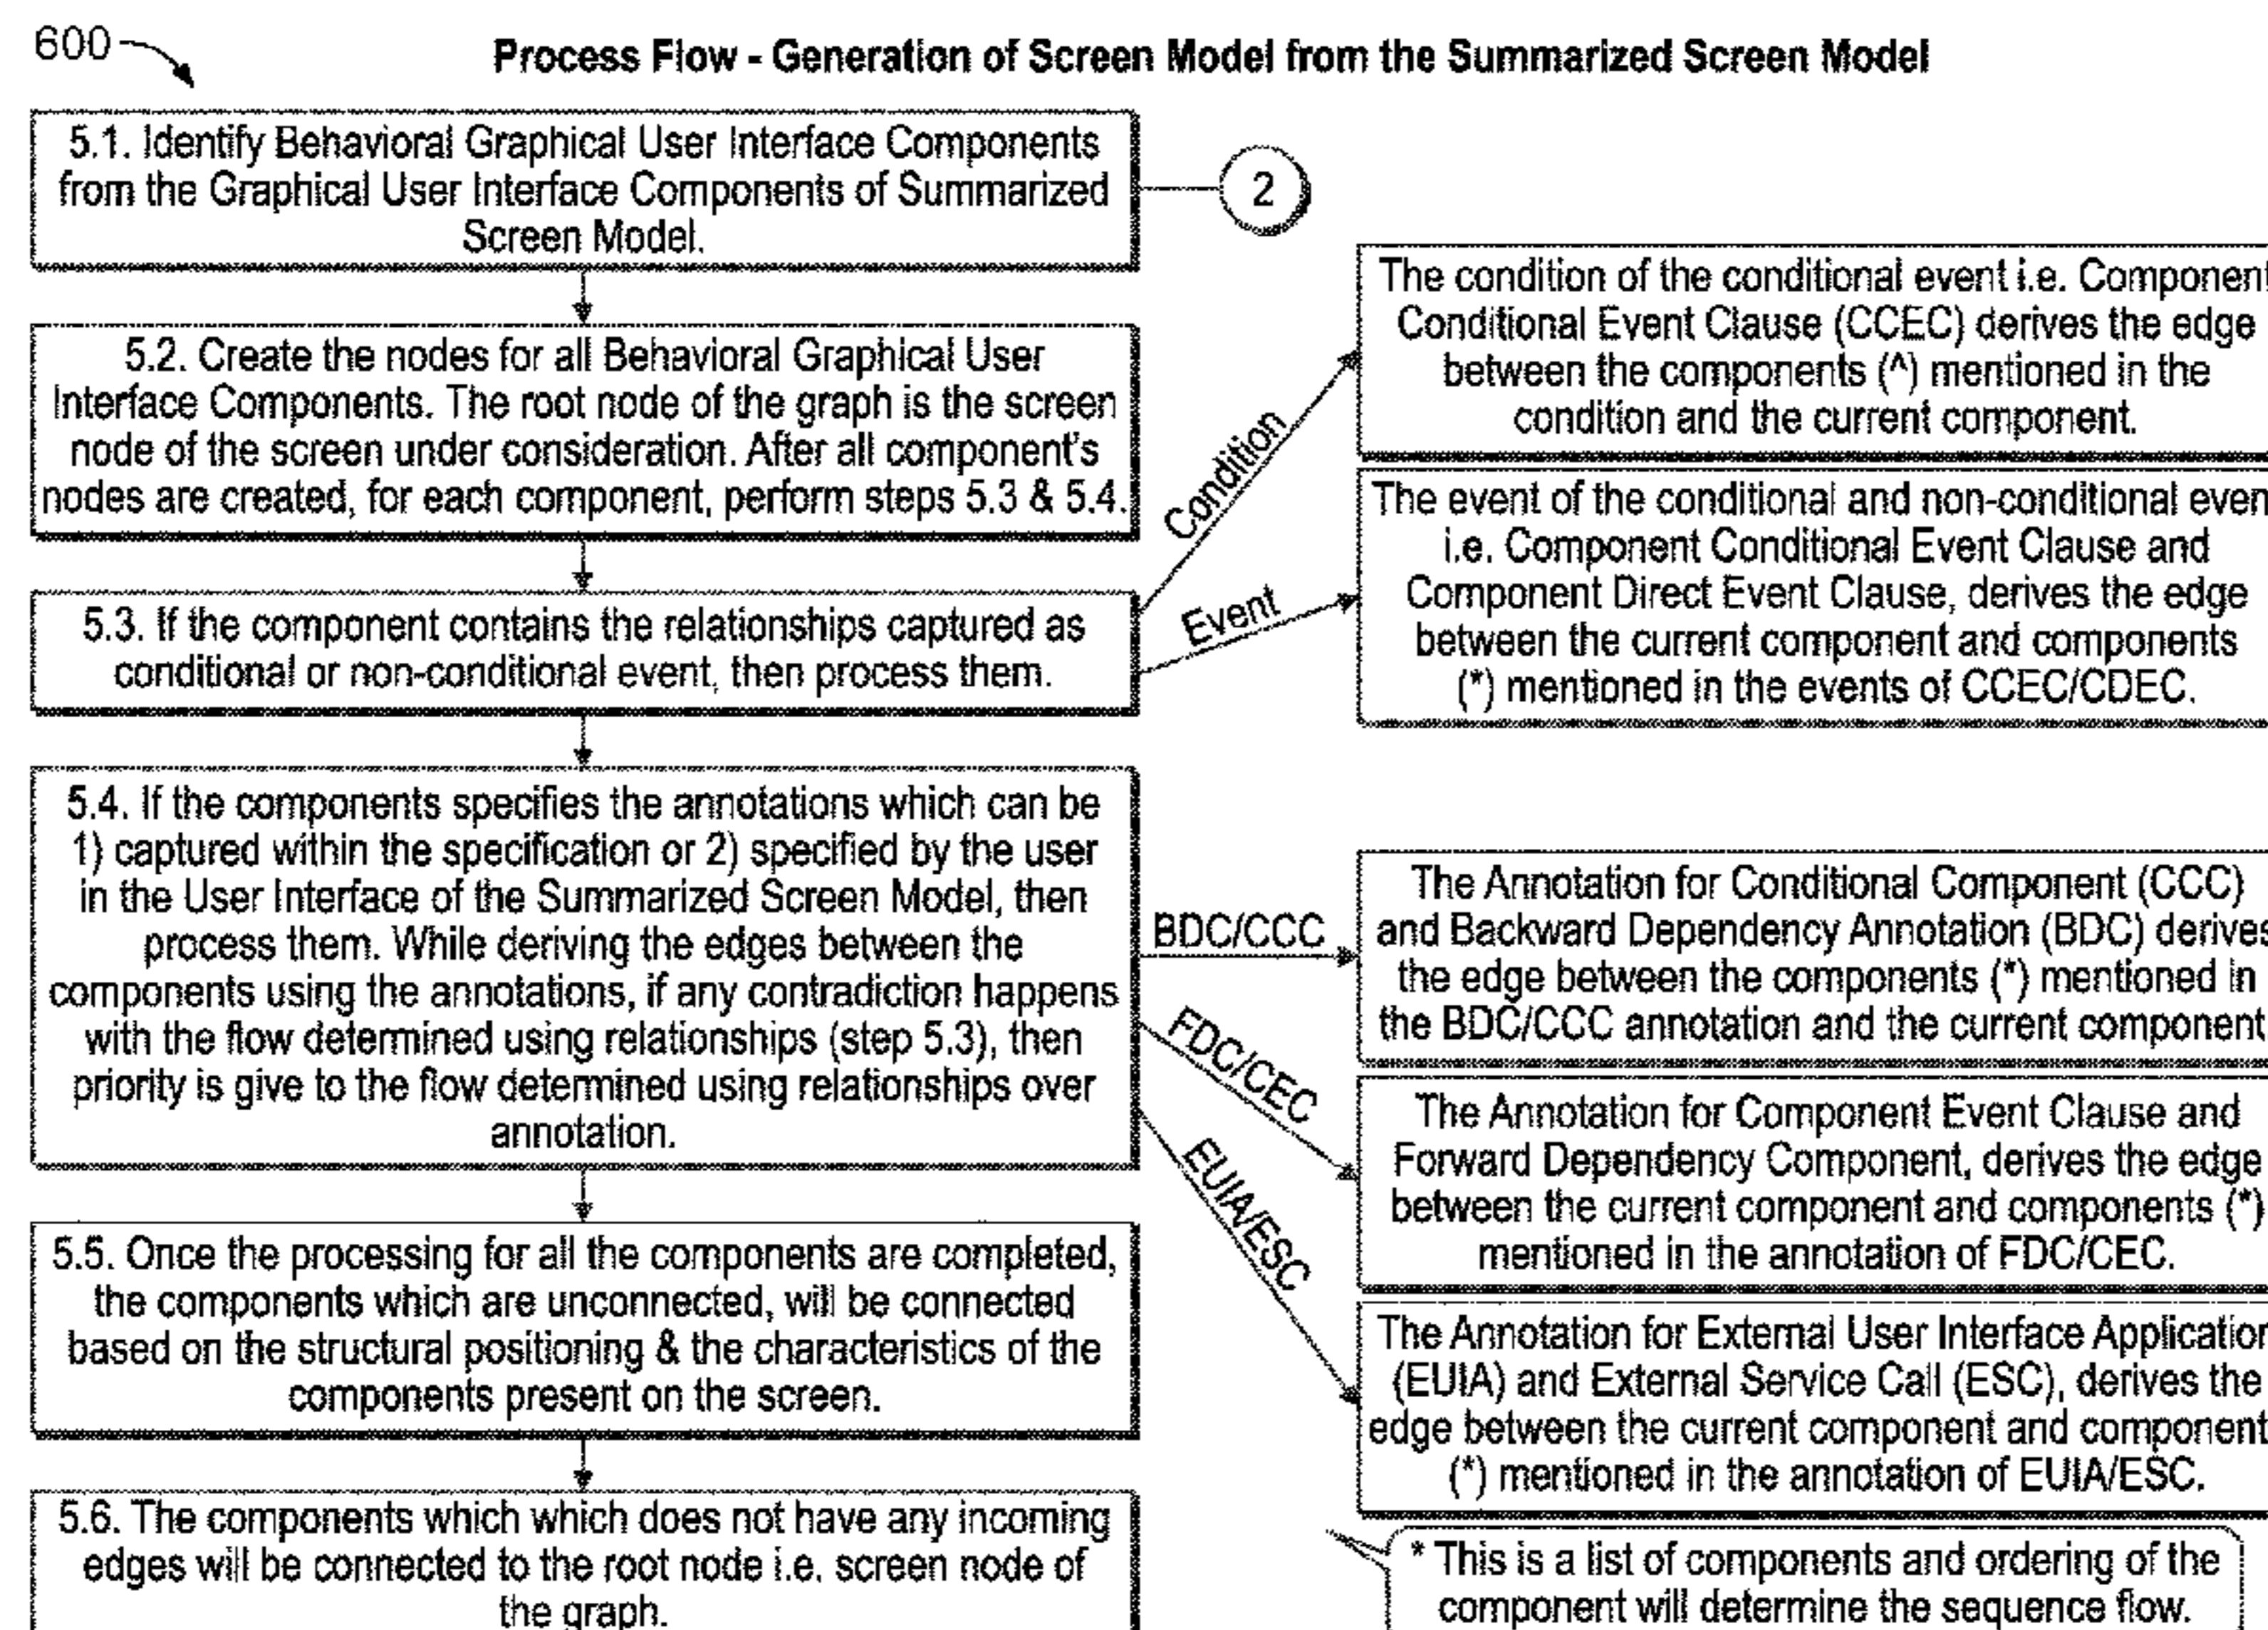 600
Process Flow - Generation of Screen Model from the Summarized Screen Model
5.1. Identify Behavioral Graphical User Interface Components
from the Graphical User Interface Components of Summarized
Screen Model.
2
5.2. Create the nodes for all Behavioral Graphical User
Interface Components. The root node of the graph is the screen
node of the screen under consideration. After all component's
nodes are created, for each component, perform steps 5.3 & 5.4.
5.3. If the component contains the relationships captured as
conditional or non-conditional event, then process them.
Condition
The condition of the conditional event i.e. Component
Conditional Event Clause (CCEC) derives the edge
between the components (^) mentioned in the
condition and the current component.
Event
The event of the conditional and non-conditional even
i.e. Component Conditional Event Clause and
Component Direct Event Clause, derives the edge
between the current component and components
(*) mentioned in the events of CCEC/CDEC.
5.4. If the components specifies the annotations which can be
1) captured within the specification or 2) specified by the user
in the User Interface of the Summarized Screen Model, then
process them. While deriving the edges between the
components using the annotations, if any contradiction happens
with the flow determined using relationships (step 5.3), then
priority is give to the flow determined using relationships over
annotation.
BDC/CCC
The Annotation for Conditional Component (CCC)
and Backward Dependency Annotation (BDC) derives
the edge between the components (*) mentioned in
the BDC/CCC annotation and the current component
FDC/CEC
The Annotation for Component Event Clause and
Forward Dependency Component, derives the edge
between the current component and components (*)
mentioned in the annotation of FDC/CEC.
EUIA/ESC
The Annotation for External User Interface Application
(EUIA) and External Service Call (ESC), derives the
edge between the current component and component
(*) mentioned in the annotation of EUIA/ESC.
5.5. Once the processing for all the components are completed,
the components which are unconnected, will be connected
based on the structural positioning & the characteristics of the
components present on the screen.
5.6. The components which which does not have any incoming
edges will be connected to the root node i.e. screen node of
the graph.
* This is a list of components and ordering of the
component will determine the sequence flow.